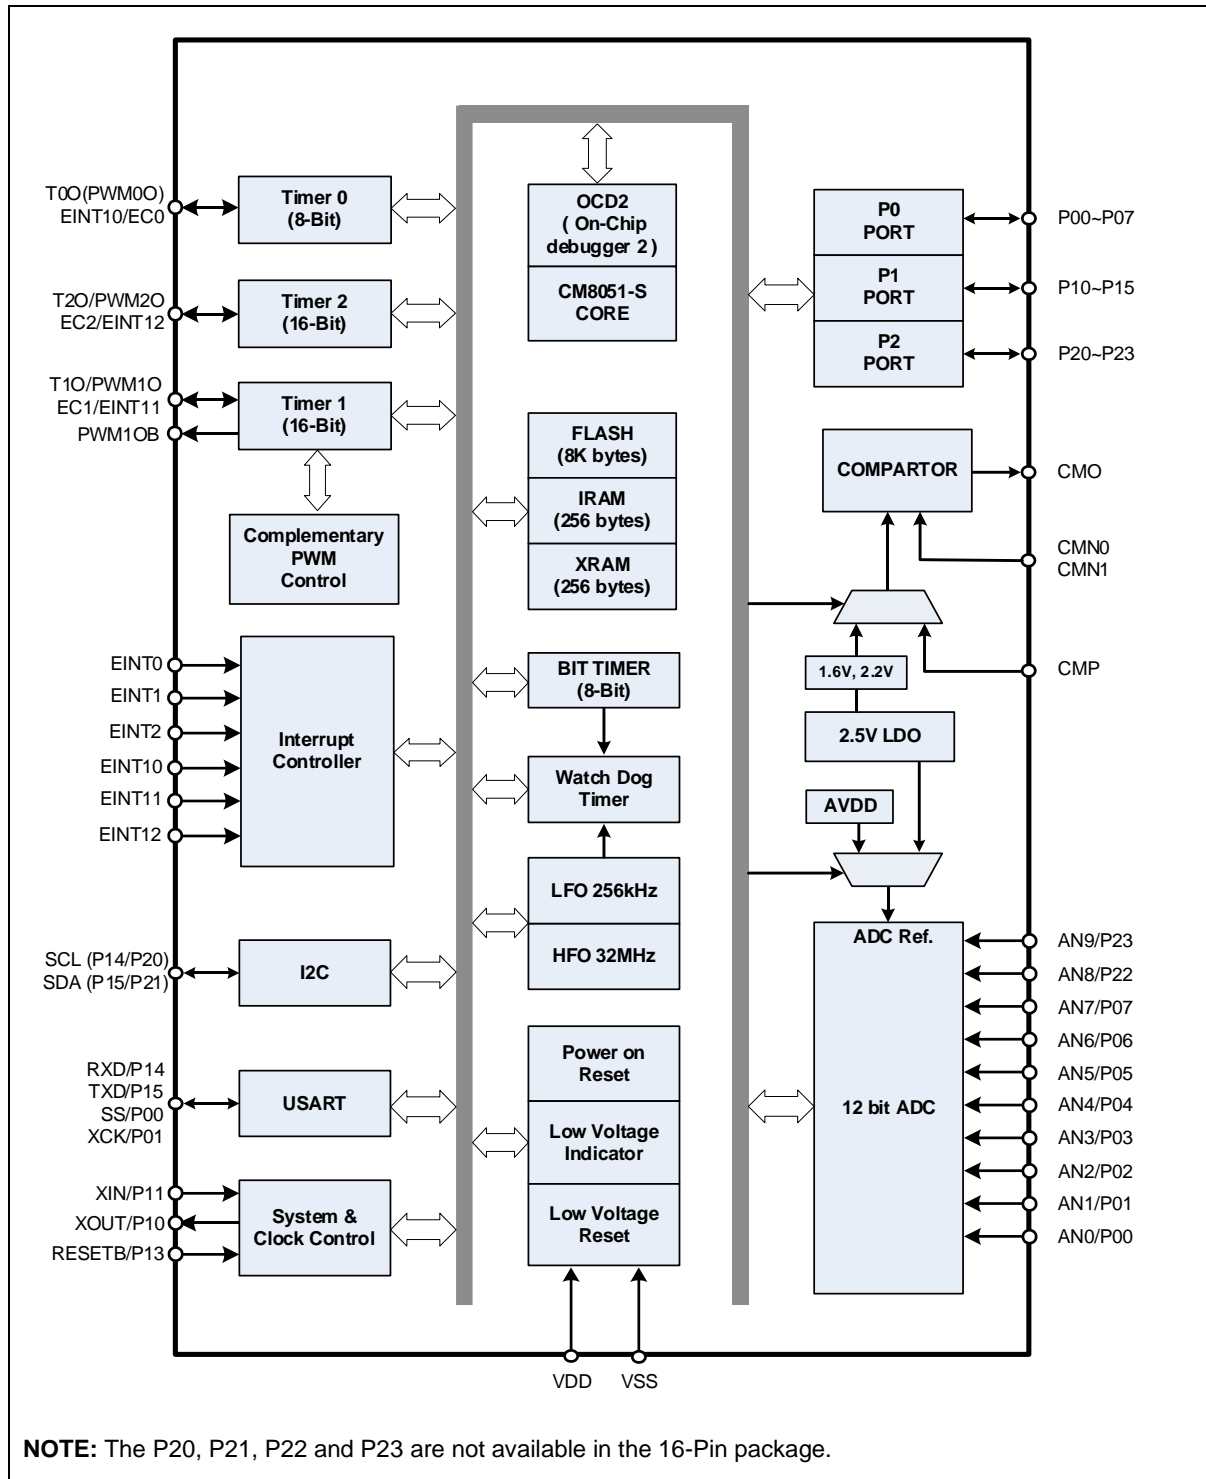 T0O(PWM0O)
EINT10/EC0
Timer 0
(8-Bit)
T2O/PWM2O
EC2/EINT12
Timer 2
(16-Bit)
T1O/PWM1O
EC1/EINT11
PWM1OB
Timer 1
(16-Bit)
Complementary
PWM
Control
EINT0
EINT1
EINT2
EINT10
EINT11
EINT12
Interrupt
Controller
SCL (P14/P20)
SDA (P15/P21)
I2C
RXD/P14
TXD/P15
SS/P00
XCK/P01
USART
XIN/P11
XOUT/P10
RESETB/P13
System &
Clock Control
OCD2
( On-Chip
debugger 2 )
CM8051-S
CORE
FLASH
(8K bytes)
IRAM
(256 bytes)
XRAM
(256 bytes)
BIT TIMER
(8-Bit)
Watch Dog
Timer
LFO 256kHz
HFO 32MHz
Power on
Reset
Low Voltage
Indicator
Low Voltage
Reset
VDD
VSS
P0
PORT
P1
PORT
P2
PORT
P00~P07
P10~P15
P20~P23
COMPARTOR
CMO
CMN0
CMN1
CMP
1.6V, 2.2V
2.5V LDO
AVDD
ADC Ref.
12 bit ADC
AN9/P23
AN8/P22
AN7/P07
AN6/P06
AN5/P05
AN4/P04
AN3/P03
AN2/P02
AN1/P01
AN0/P00
NOTE: The P20, P21, P22 and P23 are not available in the 16-Pin package.